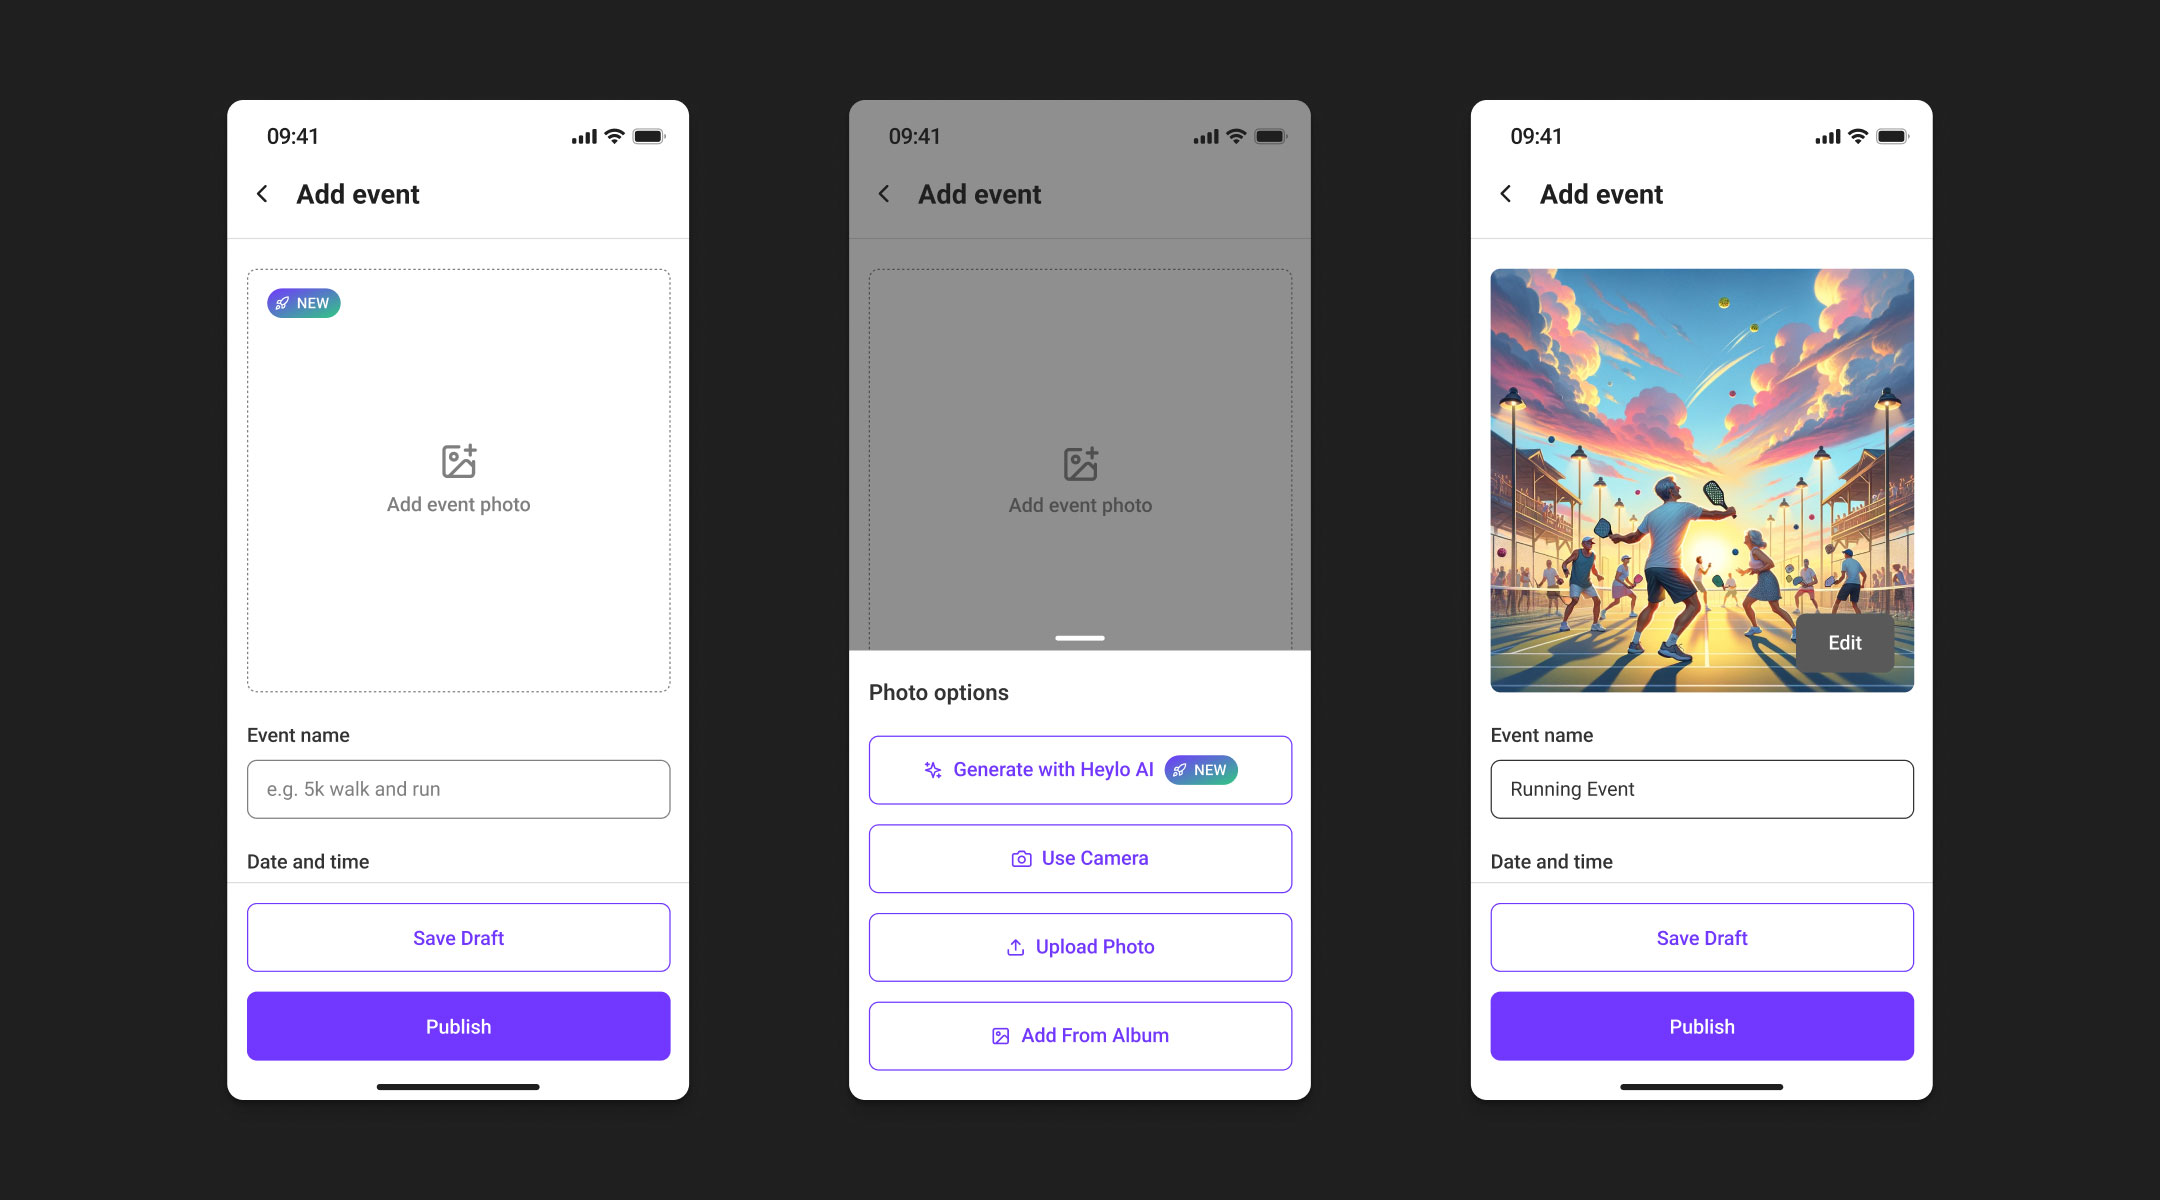 09:41
Add event
NEW
Add event photo
Event name
e.g. 5k walk and run
Date and time
Save Draft
Publish
09:41
Add event
Add event photo
Photo options
Generate with Heylo AI NEW
Use Camera
Upload Photo
Add From Album
09:41
Add event
Edit
Event name
Running Event
Date and time
Save Draft
Publish